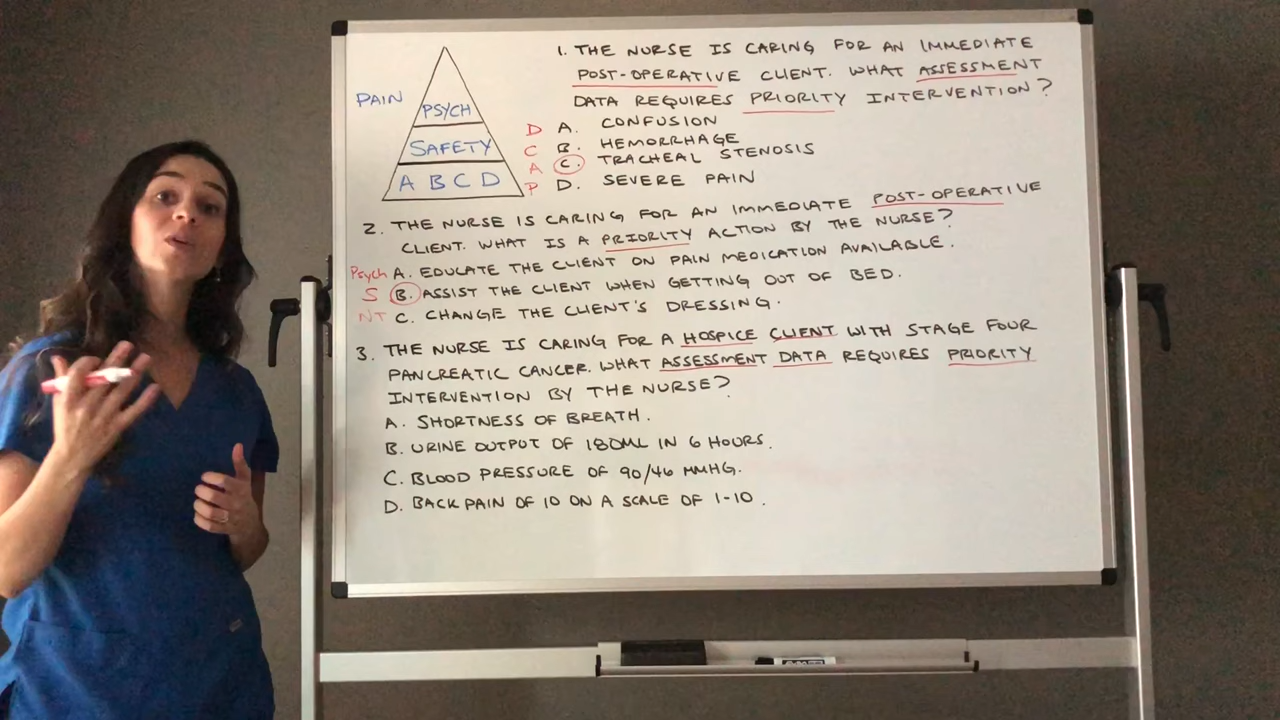 PAIN
PSYCH
SAFETY
A B C D
1. THE NURSE IS CARING FOR AN IMMEDIATE
POST-OPERATIVE CLIENT. WHAT ASSESSMENT
DATA REQUIRES PRIORITY INTERVENTION?
D A. CONFUSION
C B. HEMORRHAGE
A C. TRACHEAL STENOSIS
P D. SEVERE PAIN
2. THE NURSE IS CARING FOR AN IMMEDIATE POST-OPERATIVE
CLIENT. WHAT IS A PRIORITY ACTION BY THE NURSE?
Psych A. EDUCATE THE CLIENT ON PAIN MEDICATION AVAILABLE.
S B. ASSIST THE CLIENT WHEN GETTING OUT OF BED.
NT C. CHANGE THE CLIENT'S DRESSING.
3. THE NURSE IS CARING FOR A HOSPICE CLIENT WITH STAGE FOUR
PANCREATIC CANCER. WHAT ASSESSMENT DATA REQUIRES PRIORITY
INTERVENTION BY THE NURSE?
A. SHORTNESS OF BREATH.
B. URINE OUTPUT OF 180ML IN 6 HOURS.
C. BLOOD PRESSURE OF 90/46 MMHG.
D. BACK PAIN OF 10 ON A SCALE OF 1-10.